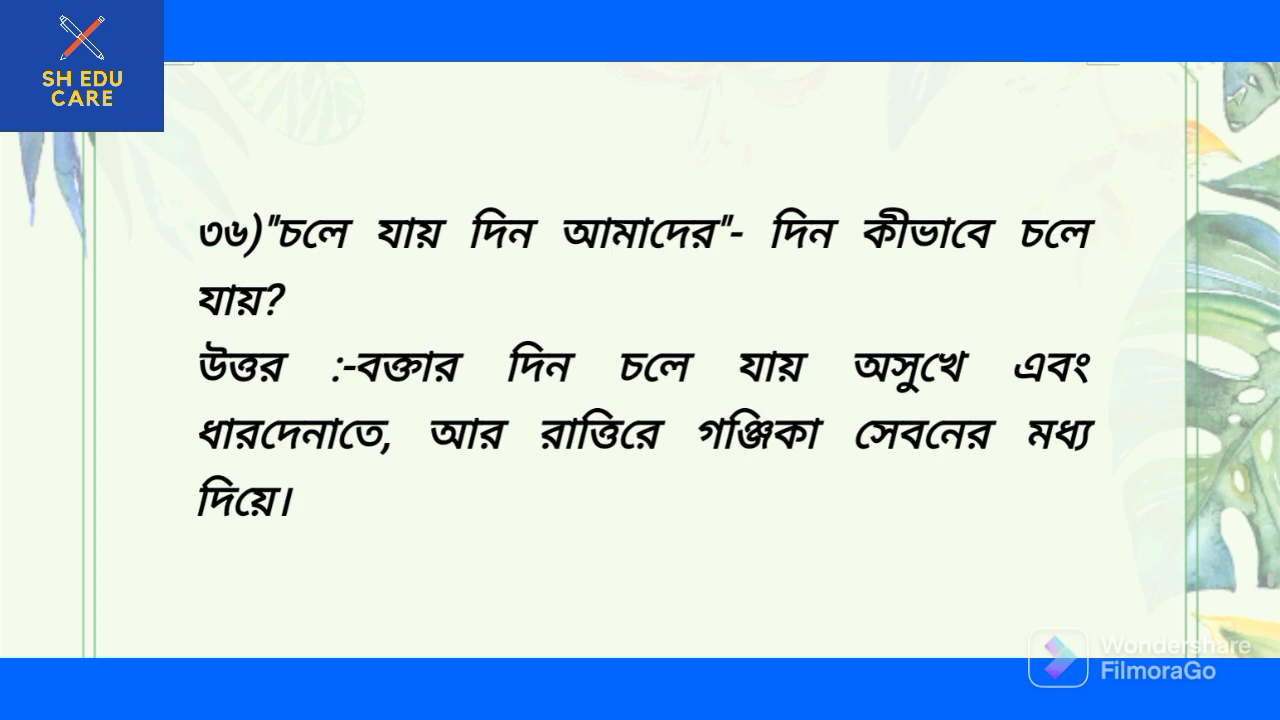 SH EDU
CARE
৩৬)"চলে যায় দিন আমাদের"- দিন কীভাবে চলে
যায়?
উত্তর :-বক্তার দিন চলে যায় অসুখে এবং
ধারদেনাতে, আর রাত্তিরে গঞ্জিকা সেবনের মধ্য
দিয়ে।
Wondershare
FilmoraGo